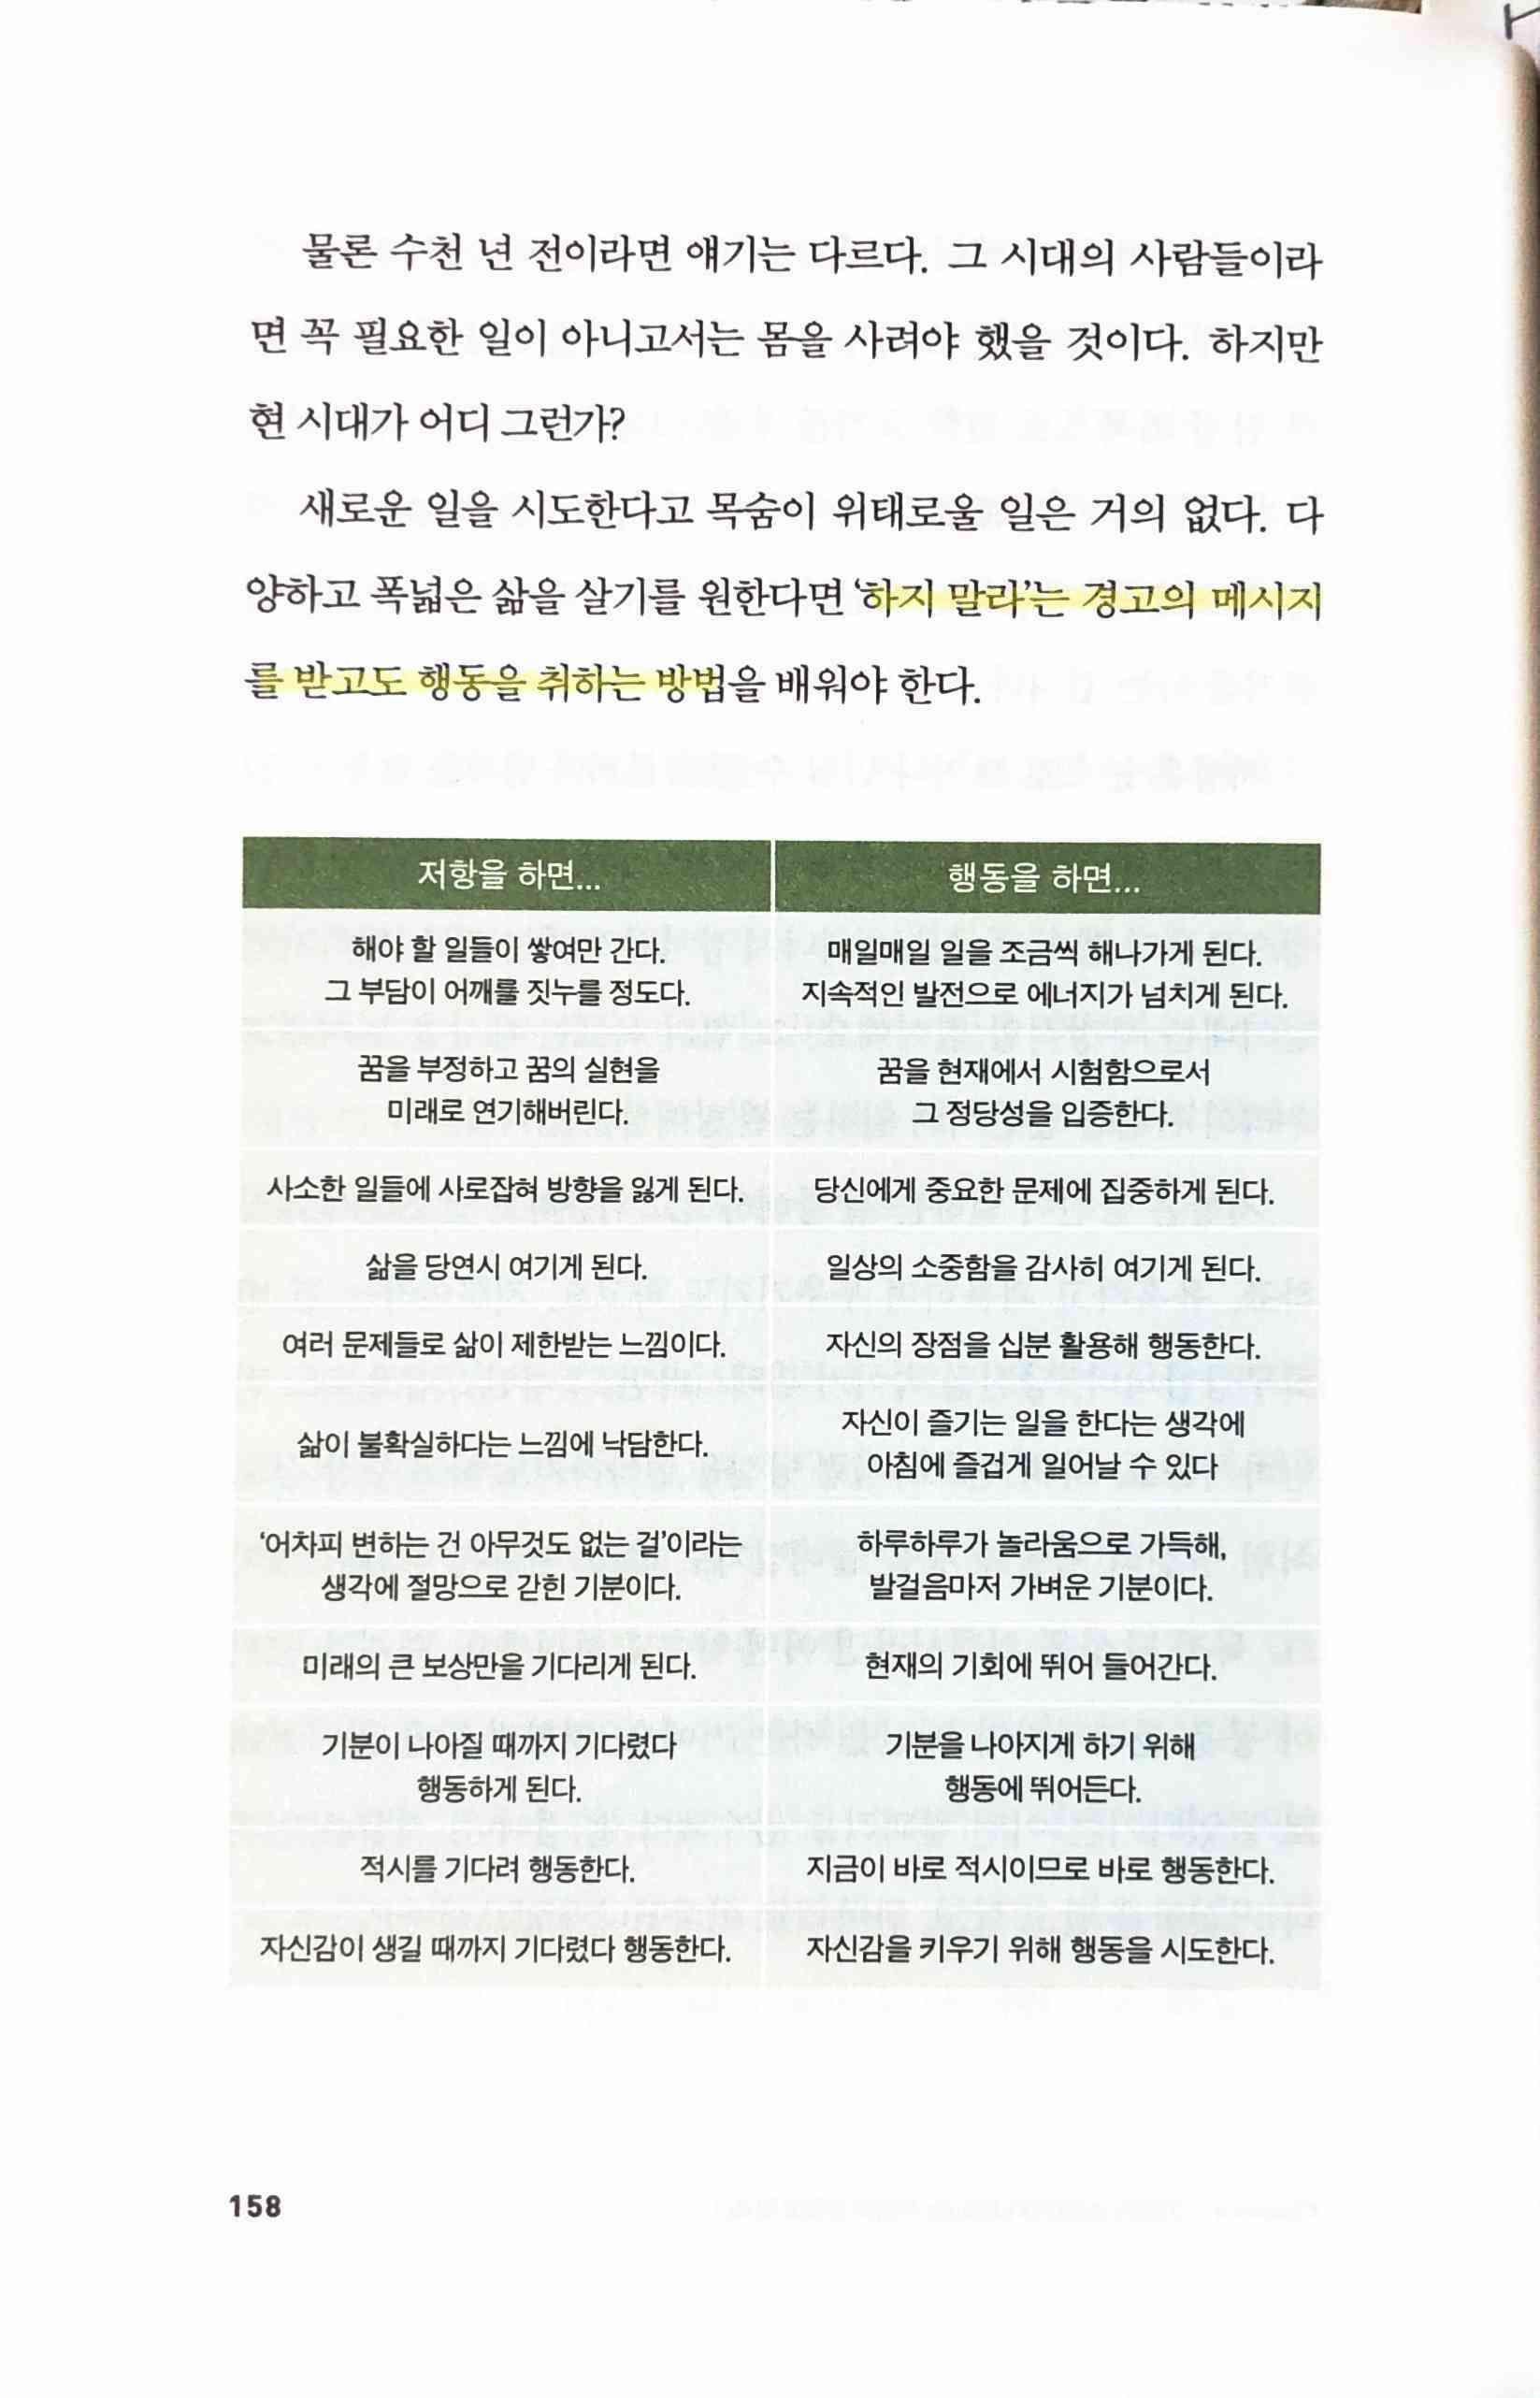 물론 수천 년 전이라면 얘기는 다르다. 그 시대의 사람들이라
면 꼭 필요한 일이 아니고서는 몸을 사려야 했을 것이다. 하지만
현 시대가 어디 그런가?
새로운 일을 시도한다고 목숨이 위태로울 일은 거의 없다. 다
양하고 폭넓은 삶을 살기를 원한다면 ‘하지 말라’는 경고의 메시지
를 받고도 행동을 취하는 방법을 배워야 한다.
저항을 하면...
행동을 하면...
해야 할 일들이 쌓여만 간다.
그 부담이 어깨를 짓누를 정도다.
매일매일 일을 조금씩 해나가게 된다.
지속적인 발전으로 에너지가 넘치게 된다.
꿈을 부정하고 꿈의 실현을
미래로 연기해버린다.
꿈을 현재에서 시험함으로서
그 정당성을 입증한다.
사소한 일들에 사로잡혀 방향을 잃게 된다.
당신에게 중요한 문제에 집중하게 된다.
삶을 당연시 여기게 된다.
일상의 소중함을 감사히 여기게 된다.
여러 문제들로 삶이 제한받는 느낌이다.
자신의 장점을 십분 활용해 행동한다.
삶이 불확실하다는 느낌에 낙담한다.
자신이 즐기는 일을 한다는 생각에
아침에 즐겁게 일어날 수 있다
‘어차피 변하는 건 아무것도 없는 걸’이라는
생각에 절망으로 갇힌 기분이다.
하루하루가 놀라움으로 가득해,
발걸음마저 가벼운 기분이다.
미래의 큰 보상만을 기다리게 된다.
현재의 기회에 뛰어 들어간다.
기분이 나아질 때까지 기다렸다
행동하게 된다.
기분을 나아지게 하기 위해
행동에 뛰어든다.
적시를 기다려 행동한다.
지금이 바로 적시이므로 바로 행동한다.
자신감이 생길 때까지 기다렸다 행동한다.
자신감을 키우기 위해 행동을 시도한다.
158